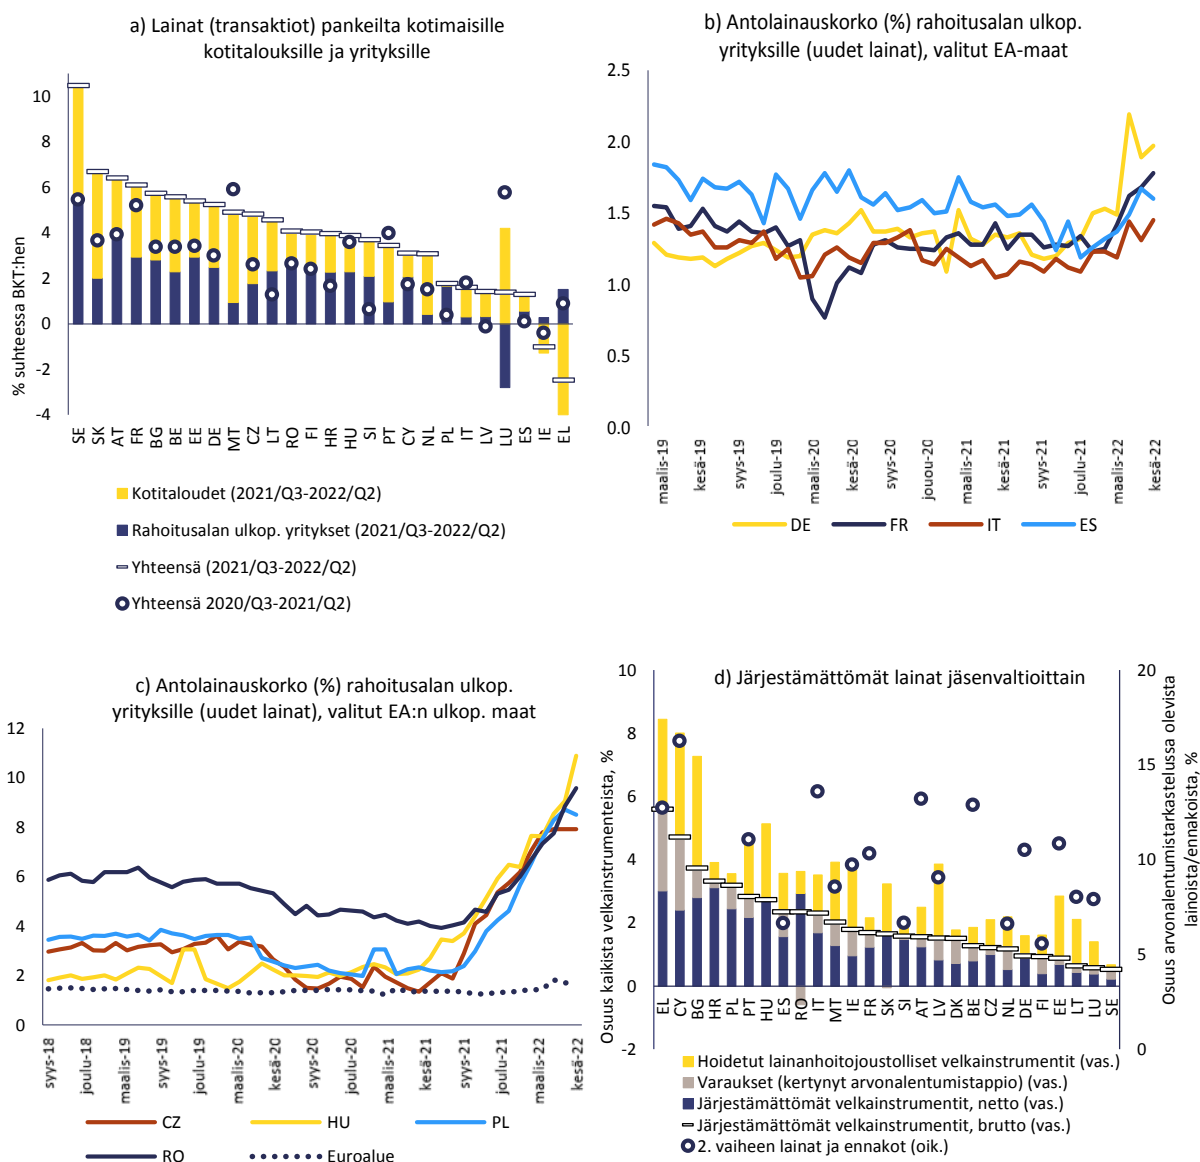 a) Lainat (transaktiot) pankeilta kotimaisille
kotitalouksille ja yrityksille
% suhteessa BKT:hen
10
8
6
4
2
0
-2
-4
SE
SK
AT
FR
BG
BE
EE
DE
MT
CZ
LT
RO
FI
HR
HU
SI
PT
CY
NL
PL
IT
LV
LU
ES
IE
EL
Kotitaloudet (2021/Q3-2022/Q2)
Rahoitusalan ulkop. yritykset (2021/Q3-2022/Q2)
Yhteensä (2021/Q3-2022/Q2)
Yhteensä 2020/Q3-2021/Q2)
b) Antolainauskorko (%) rahoitusalan ulkop.
yrityksille (uudet lainat), valitut EA-maat
2.5
2.0
1.5
1.0
0.5
0.0
maalis-19
kesä-19
syys-19
joulu-19
maalis-20
kesä-20
syys-20
jouou-20
maalis-21
kesä-21
syys-21
joulu-21
maalis-22
kesä-22
DE
FR
IT
ES
c) Antolainauskorko (%) rahoitusalan ulkop.
yrityksille (uudet lainat), valitut EA:n ulkop. maat
12
10
8
6
4
2
0
syys-18
joulu-18
maalis-19
kesä-19
syys-19
joulu-19
maalis-20
kesä-20
syys-20
joulu-20
maalis-21
kesä-21
syys-21
joulu-21
maalis-22
kesä-22
CZ
HU
PL
RO
Euroalue
d) Järjestämättömät lainat jäsenvaltioittain
Osuus kaikista velkainstrumenteista, %
10
8
6
4
2
0
-2
20
15
10
5
0
Osuus arvonalentumistarkastelussa olevista
lainoista/ennakoista, %
EL
CY
BG
HR
PL
PT
HU
ES
RO
IT
MT
IE
FR
SK
SI
AT
LV
DK
BE
CZ
NL
DE
FI
EE
LT
LU
SE
Hoidetut lainanhoitojoustolliset velkainstrumentit (vas.)
Varaukset (kertynyt arvonalentumistappio) (vas.)
Järjestämättömät velkainstrumentit, netto (vas.)
Järjestämättömät velkainstrumentit, brutto (vas.)
2. vaiheen lainat ja ennakot (oik.)